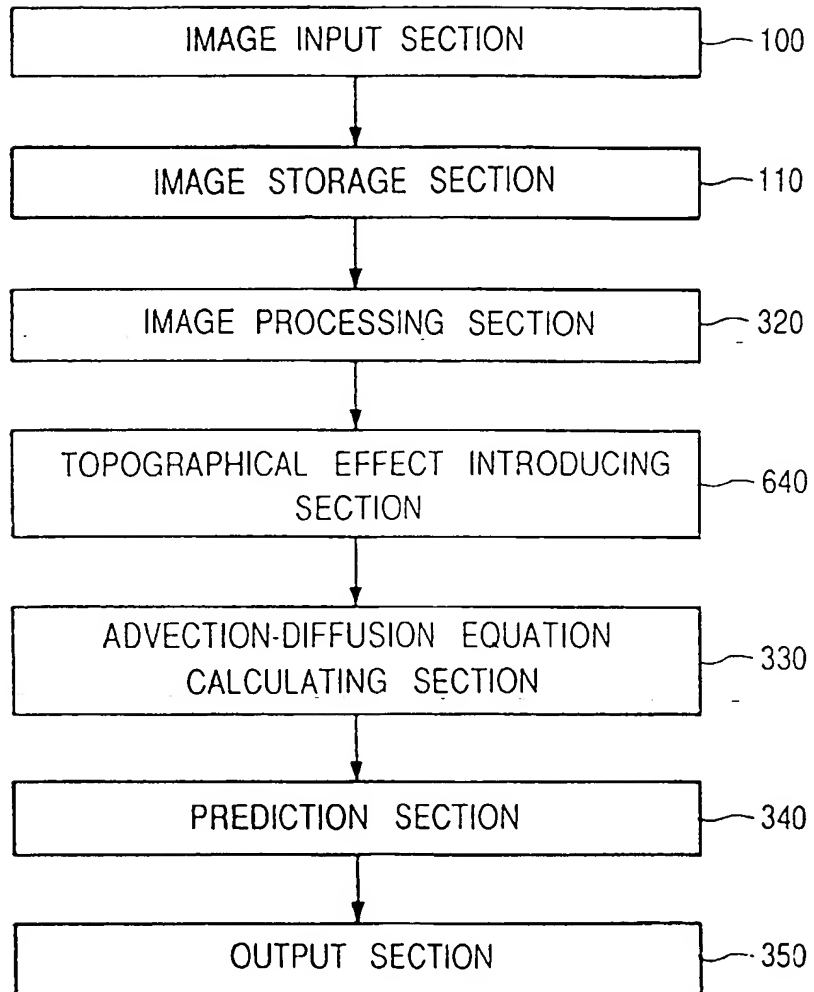 IMAGE INPUT SECTION 100
IMAGE STORAGE SECTION 110
IMAGE PROCESSING SECTION 320
TOPOGRAPHICAL EFFECT INTRODUCING
SECTION
640
ADVECTION-DIFFUSION EQUATION
CALCULATING SECTION
330
PREDICTION SECTION 340
OUTPUT SECTION 350